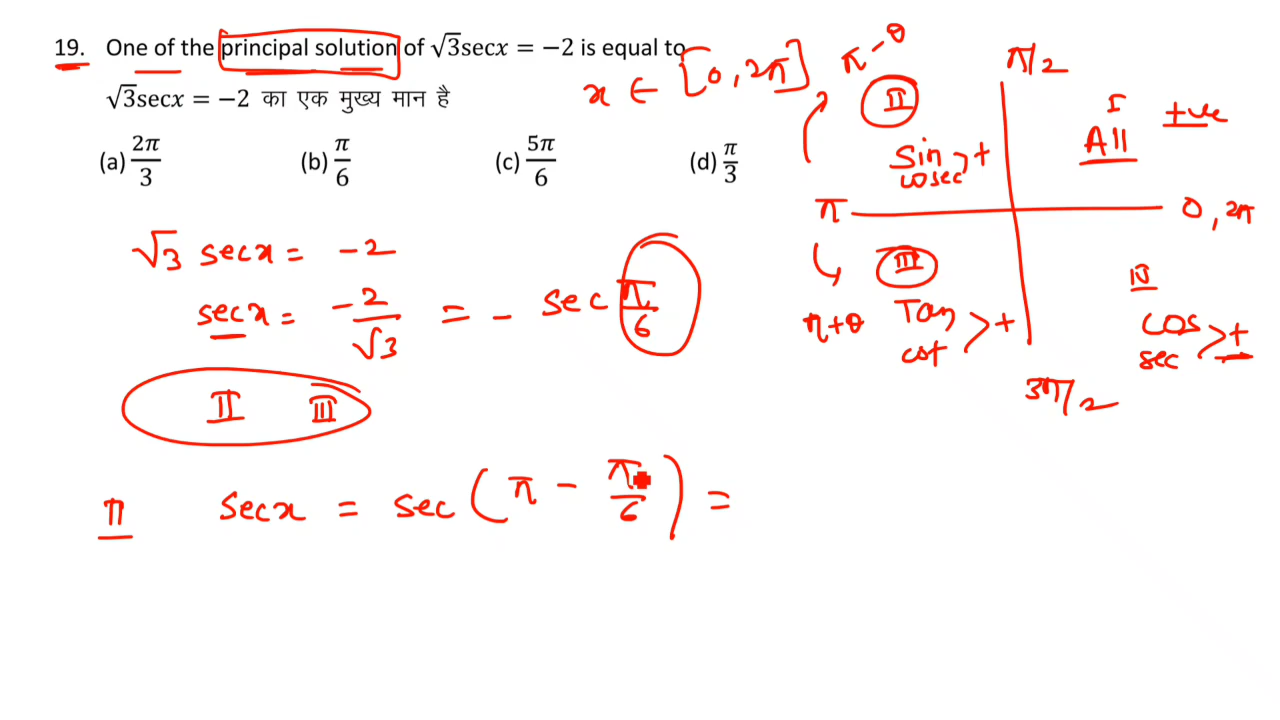 19. One of the principal solution of √3secx = −2 is equal to
√3secx = −2 का एक मुख्य मान है
(a) 2π/3 (b) π/6 (c) 5π/6 (d) π/3
x ∈ [0, 2π]
π-θ
π/2
II
I
+ve
All
sin
cosec > +
π
0, 2π
III
IV
π+θ
Tan
cot > +
cos
sec > +
3π/2
√3 secx = -2
secx = -2/√3 = - sec π/6
II III
II secx = sec (π - π/6) =